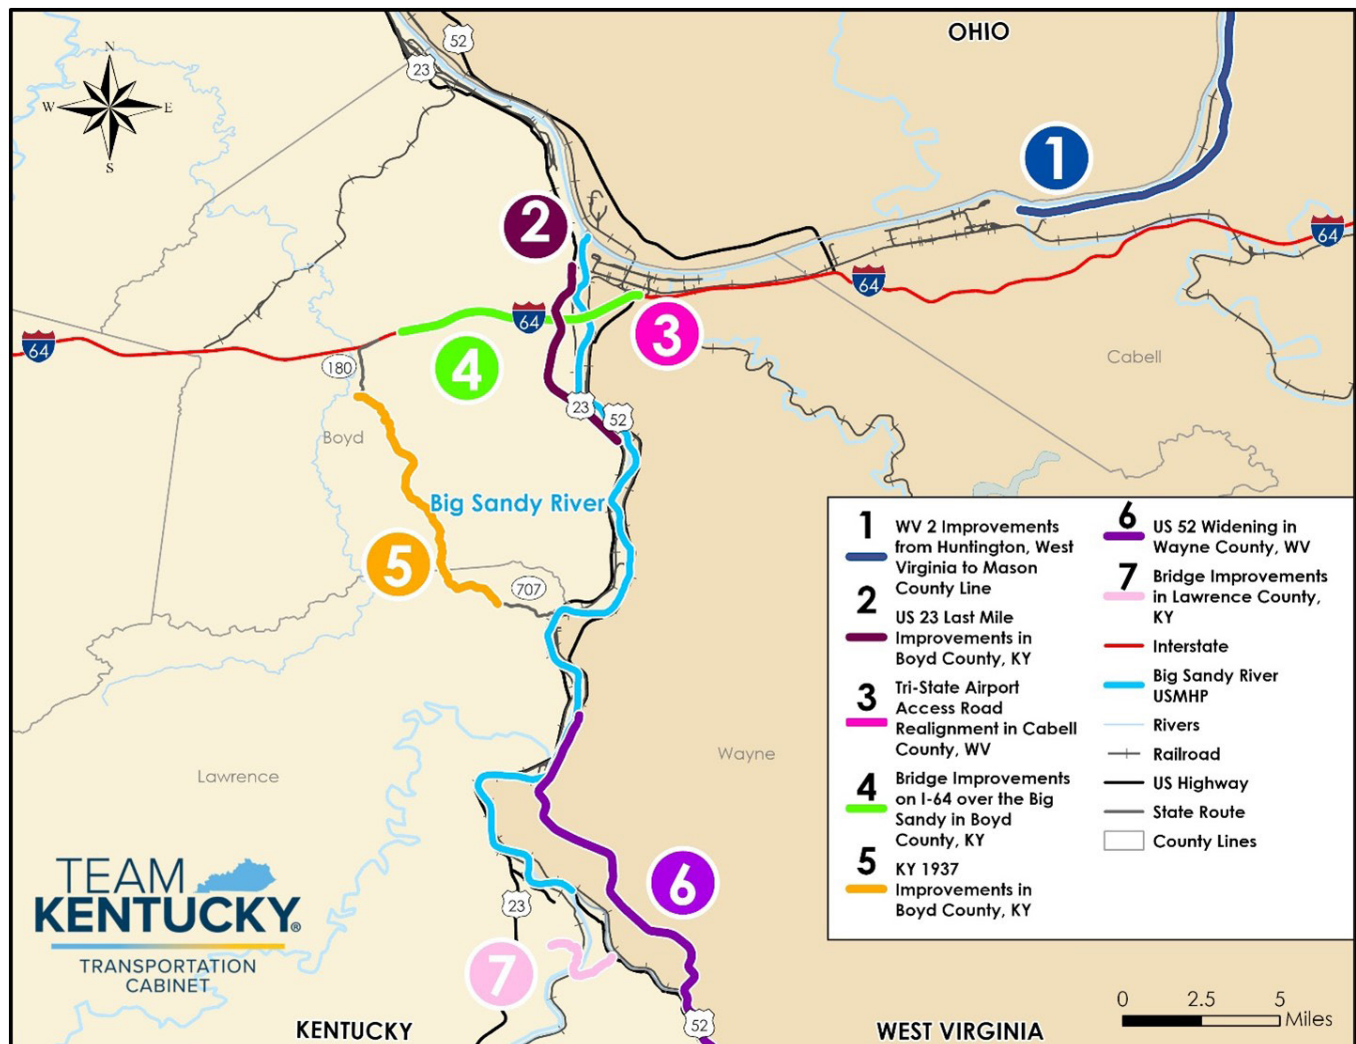 OHIO
52
23
N
W
E
S
1
2
64
64
64
64
3
Cabell
180
4
23
52
Boyd
Big Sandy River
5
707
Wayne
Lawrence
6
23
7
52
KENTUCKY
WEST VIRGINIA
TEAM
KENTUCKY®
TRANSPORTATION
CABINET
1
WV 2 Improvements
from Huntington, West
Virginia to Mason
County Line
2
US 23 Last Mile
Improvements in
Boyd County, KY
3
Tri-State Airport
Access Road
Realignment in Cabell
County, WV
4
Bridge Improvements
on I-64 over the Big
Sandy in Boyd
County, KY
5
KY 1937
Improvements in
Boyd County, KY
6
US 52 Widening in
Wayne County, WV
7
Bridge Improvements
in Lawrence County,
KY
Interstate
Big Sandy River
USMHP
Rivers
Railroad
US Highway
State Route
County Lines
0 2.5 5
Miles